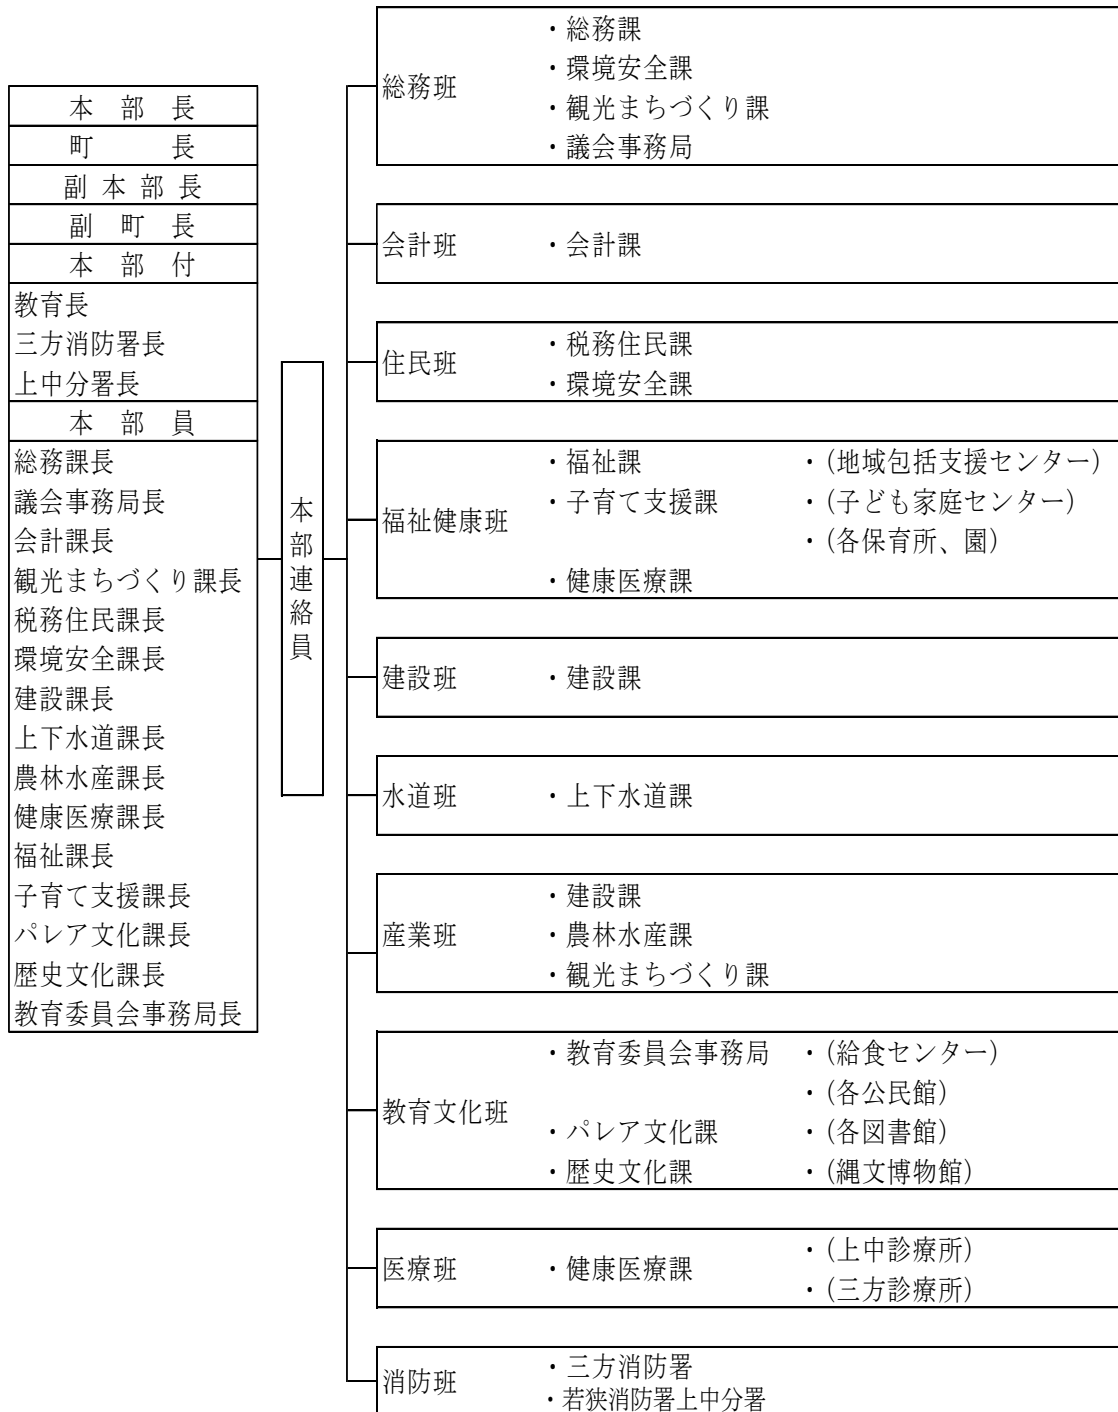 本部長
町長
副本部長
副町長
本部付
教育長
三方消防署長
上中分署長
本部員
総務課長
議会事務局長
会計課長
観光まちづくり課長
税務住民課長
環境安全課長
建設課長
上下水道課長
農林水産課長
健康医療課長
福祉課長
子育て支援課長
パレア文化課長
歴史文化課長
教育委員会事務局長
本部連絡員
総務班
・総務課
・環境安全課
・観光まちづくり課
・議会事務局
会計班 ・会計課
住民班
・税務住民課
・環境安全課
福祉健康班
・福祉課 ・(地域包括支援センター)
・子育て支援課 ・(子ども家庭センター)
・(各保育所、園)
・健康医療課
建設班 ・建設課
水道班 ・上下水道課
産業班
・建設課
・農林水産課
・観光まちづくり課
教育文化班
・教育委員会事務局 ・(給食センター)
・(各公民館)
・パレア文化課 ・(各図書館)
・歴史文化課 ・(縄文博物館)
医療班 ・健康医療課
・(上中診療所)
・(三方診療所)
消防班
・三方消防署
・若狭消防署上中分署